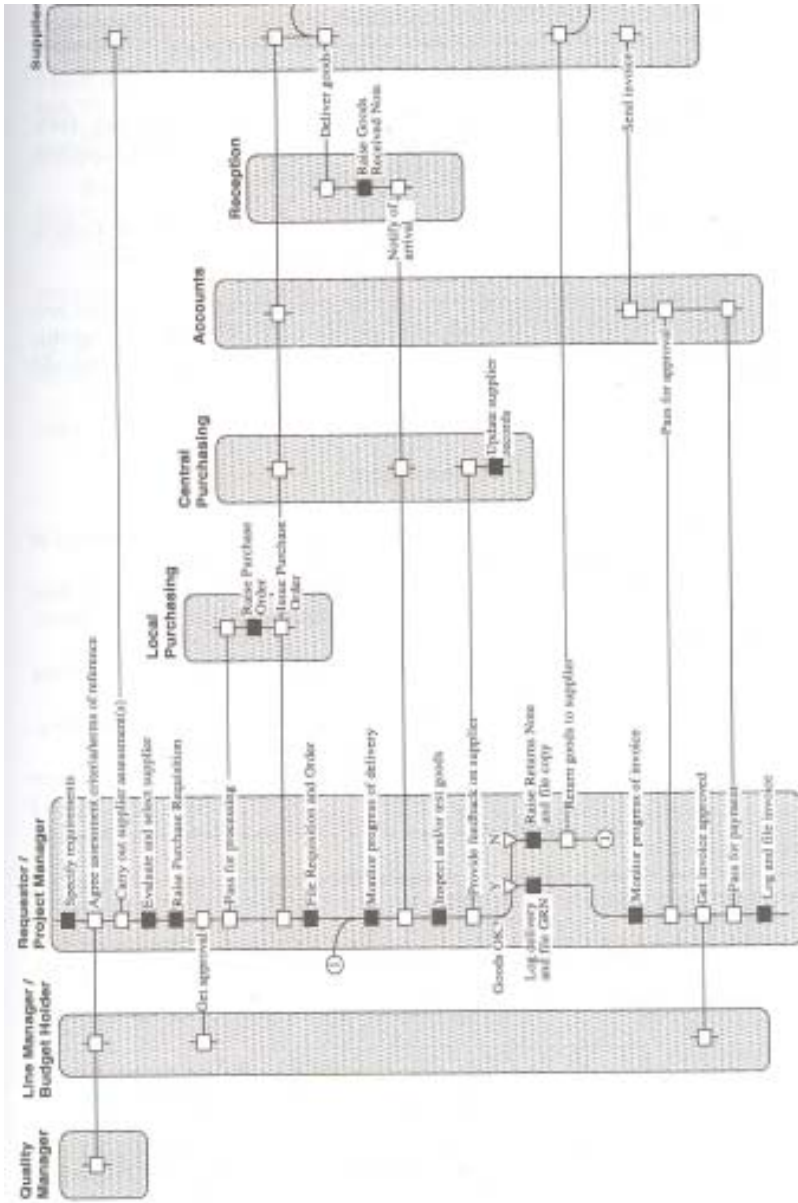 Quality
Manager
Line Manager /
Budget Holder
Requestor /
Project Manager
Local
Purchasing
Central
Purchasing
Accounts
Reception
Supplier
Specify requirements
Agree assessment criteria/terms of reference
Carry out supplier assessment(s)
Evaluate and select supplier
Raise Purchase Requisition
Get approval
Pass for processing
Raise Purchase
Order
Issue Purchase
Order
File Requisition and Order
Deliver goods
Raise Goods
Received Note
Monitor progress of delivery
Notify of
arrival
Inspect and/or test goods
Provide feedback on supplier
Update supplier
records
Goods OK?
Y
N
Log delivery
and file GRN
Raise Returns Note
and file copy
Return goods to supplier
Monitor progress of invoice
Send invoice
Pass for approval
Get invoice approved
Pass for payment
Log and file invoice